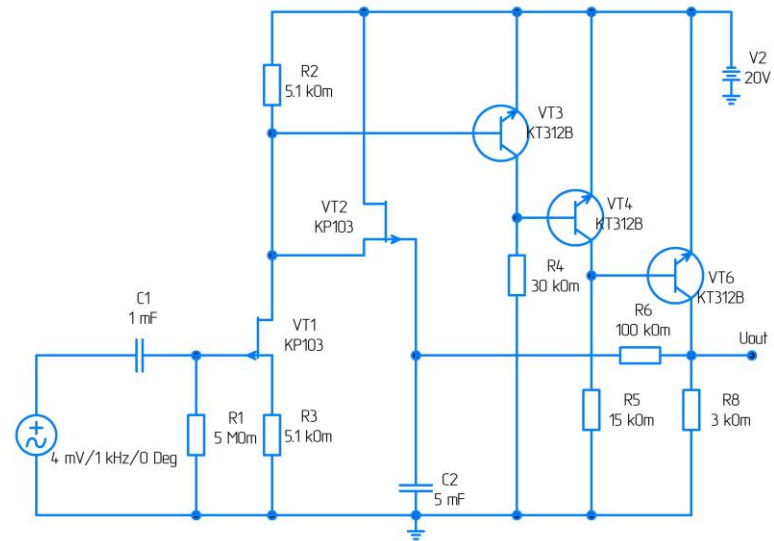 R2
5.1 kOm
V2
20V
VT3
KT312B
VT2
KP103
VT4
KT312B
R4
30 kOm
VT6
KT312B
C1
1 mF
VT1
KP103
R6
100 kOm
Uout
R1
5 MOm
R3
5.1 kOm
R5
15 kOm
R8
3 kOm
4 mV/1 kHz/0 Deg
C2
5 mF